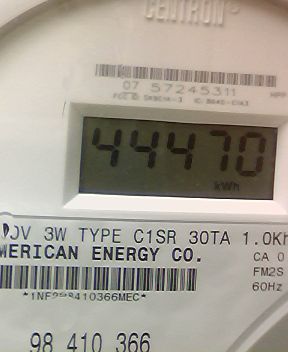 CENTRON®
07 57245311
44470
kWh
0V 3W TYPE C1SR 30TA 1.0Kh
MERICAN ENERGY CO.
CA 0
FM2S
60Hz
98 410 366